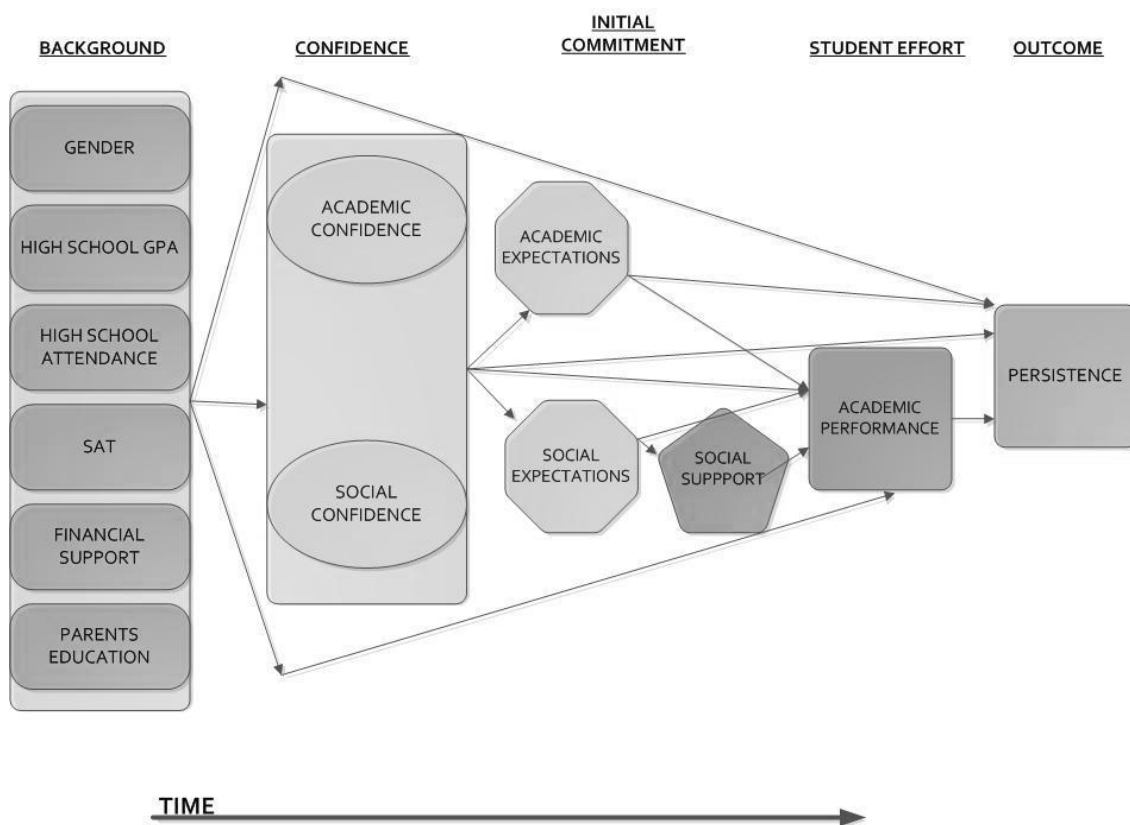 BACKGROUND
CONFIDENCE
INITIAL
COMMITMENT
STUDENT EFFORT
OUTCOME
GENDER
HIGH SCHOOL GPA
HIGH SCHOOL
ATTENDANCE
SAT
FINANCIAL
SUPPORT
PARENTS
EDUCATION
ACADEMIC
CONFIDENCE
SOCIAL
CONFIDENCE
ACADEMIC
EXPECTATIONS
SOCIAL
EXPECTATIONS
SOCIAL
SUPPPORT
ACADEMIC
PERFORMANCE
PERSISTENCE
TIME